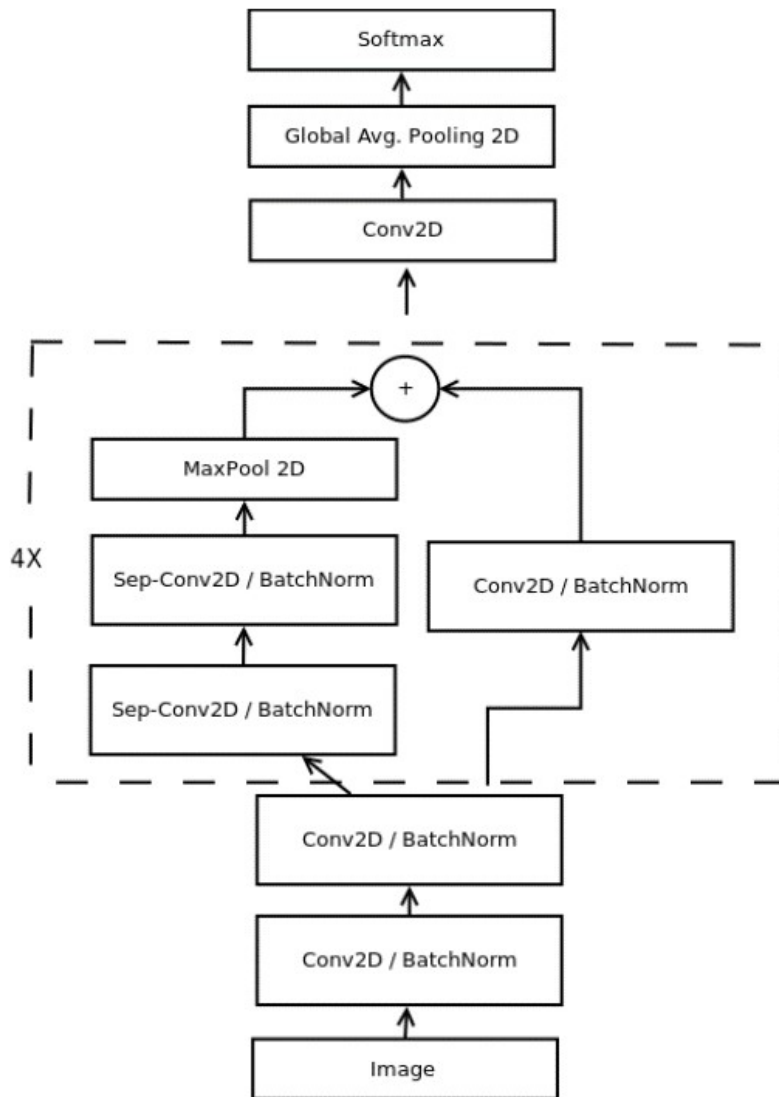 Softmax
Global Avg. Pooling 2D
Conv2D
+
MaxPool 2D
4X
Sep-Conv2D / BatchNorm
Conv2D / BatchNorm
Sep-Conv2D / BatchNorm
Conv2D / BatchNorm
Conv2D / BatchNorm
Image